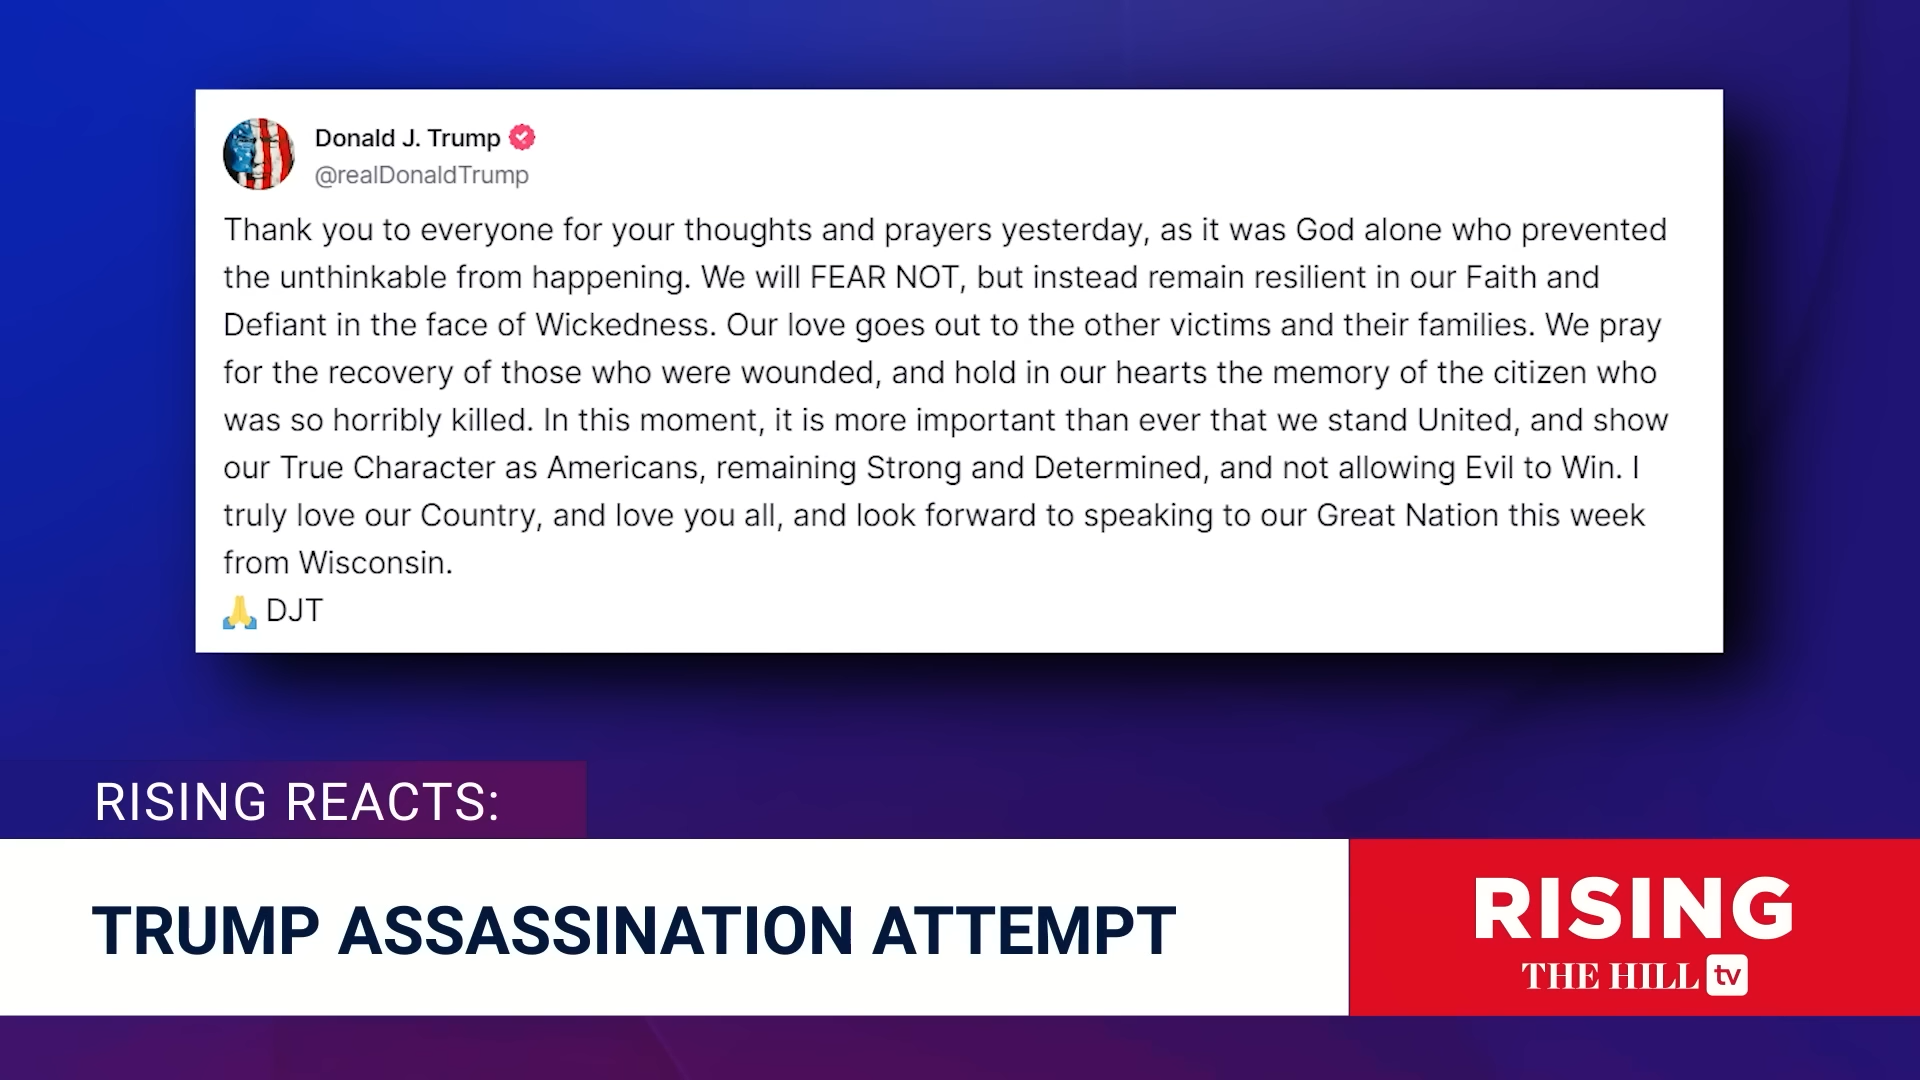 Donald J. Trump
@realDonaldTrump
Thank you to everyone for your thoughts and prayers yesterday, as it was God alone who prevented
the unthinkable from happening. We will FEAR NOT, but instead remain resilient in our Faith and
Defiant in the face of Wickedness. Our love goes out to the other victims and their families. We pray
for the recovery of those who were wounded, and hold in our hearts the memory of the citizen who
was so horribly killed. In this moment, it is more important than ever that we stand United, and show
our True Character as Americans, remaining Strong and Determined, and not allowing Evil to Win. I
truly love our Country, and love you all, and look forward to speaking to our Great Nation this week
from Wisconsin.
🙏 DJT
RISING REACTS:
TRUMP ASSASSINATION ATTEMPT
RISING
THE HILL tv